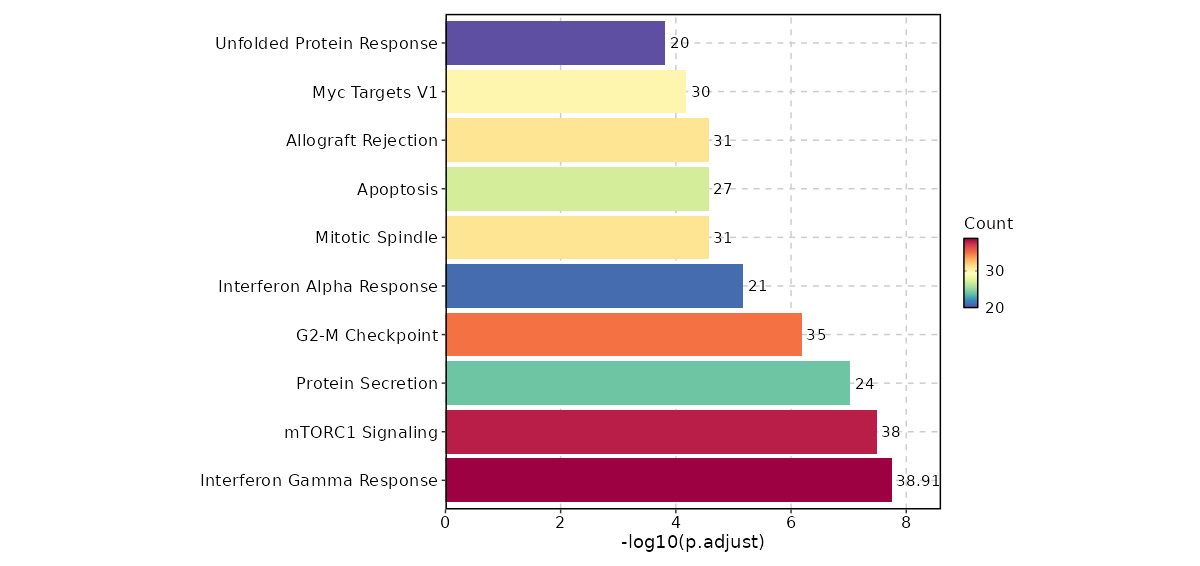 Unfolded Protein Response 20
Myc Targets V1 30
Allograft Rejection 31
Apoptosis 27
Mitotic Spindle 31
Interferon Alpha Response 21
G2-M Checkpoint 35
Protein Secretion 24
mTORC1 Signaling 38
Interferon Gamma Response 38.91
0 2 4 6 8
-log10(p.adjust)
Count
30
20